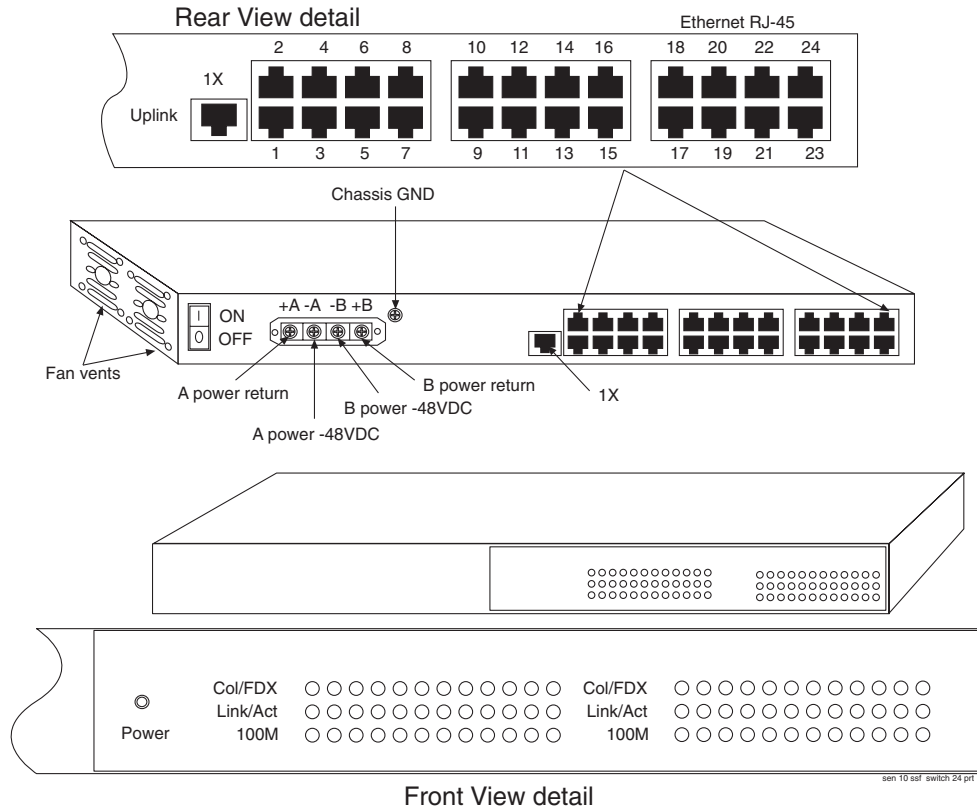 Rear View detail
Ethernet RJ-45
2 4 6 8 10 12 14 16 18 20 22 24
1X
Uplink
1 3 5 7 9 11 13 15 17 19 21 23
Chassis GND
+A -A -B +B
I ON
O OFF
Fan vents
A power return
B power return
1X
B power -48VDC
A power -48VDC
Col/FDX Col/FDX
Link/Act Link/Act
Power 100M 100M
sen 10 ssf switch 24 prt
Front View detail